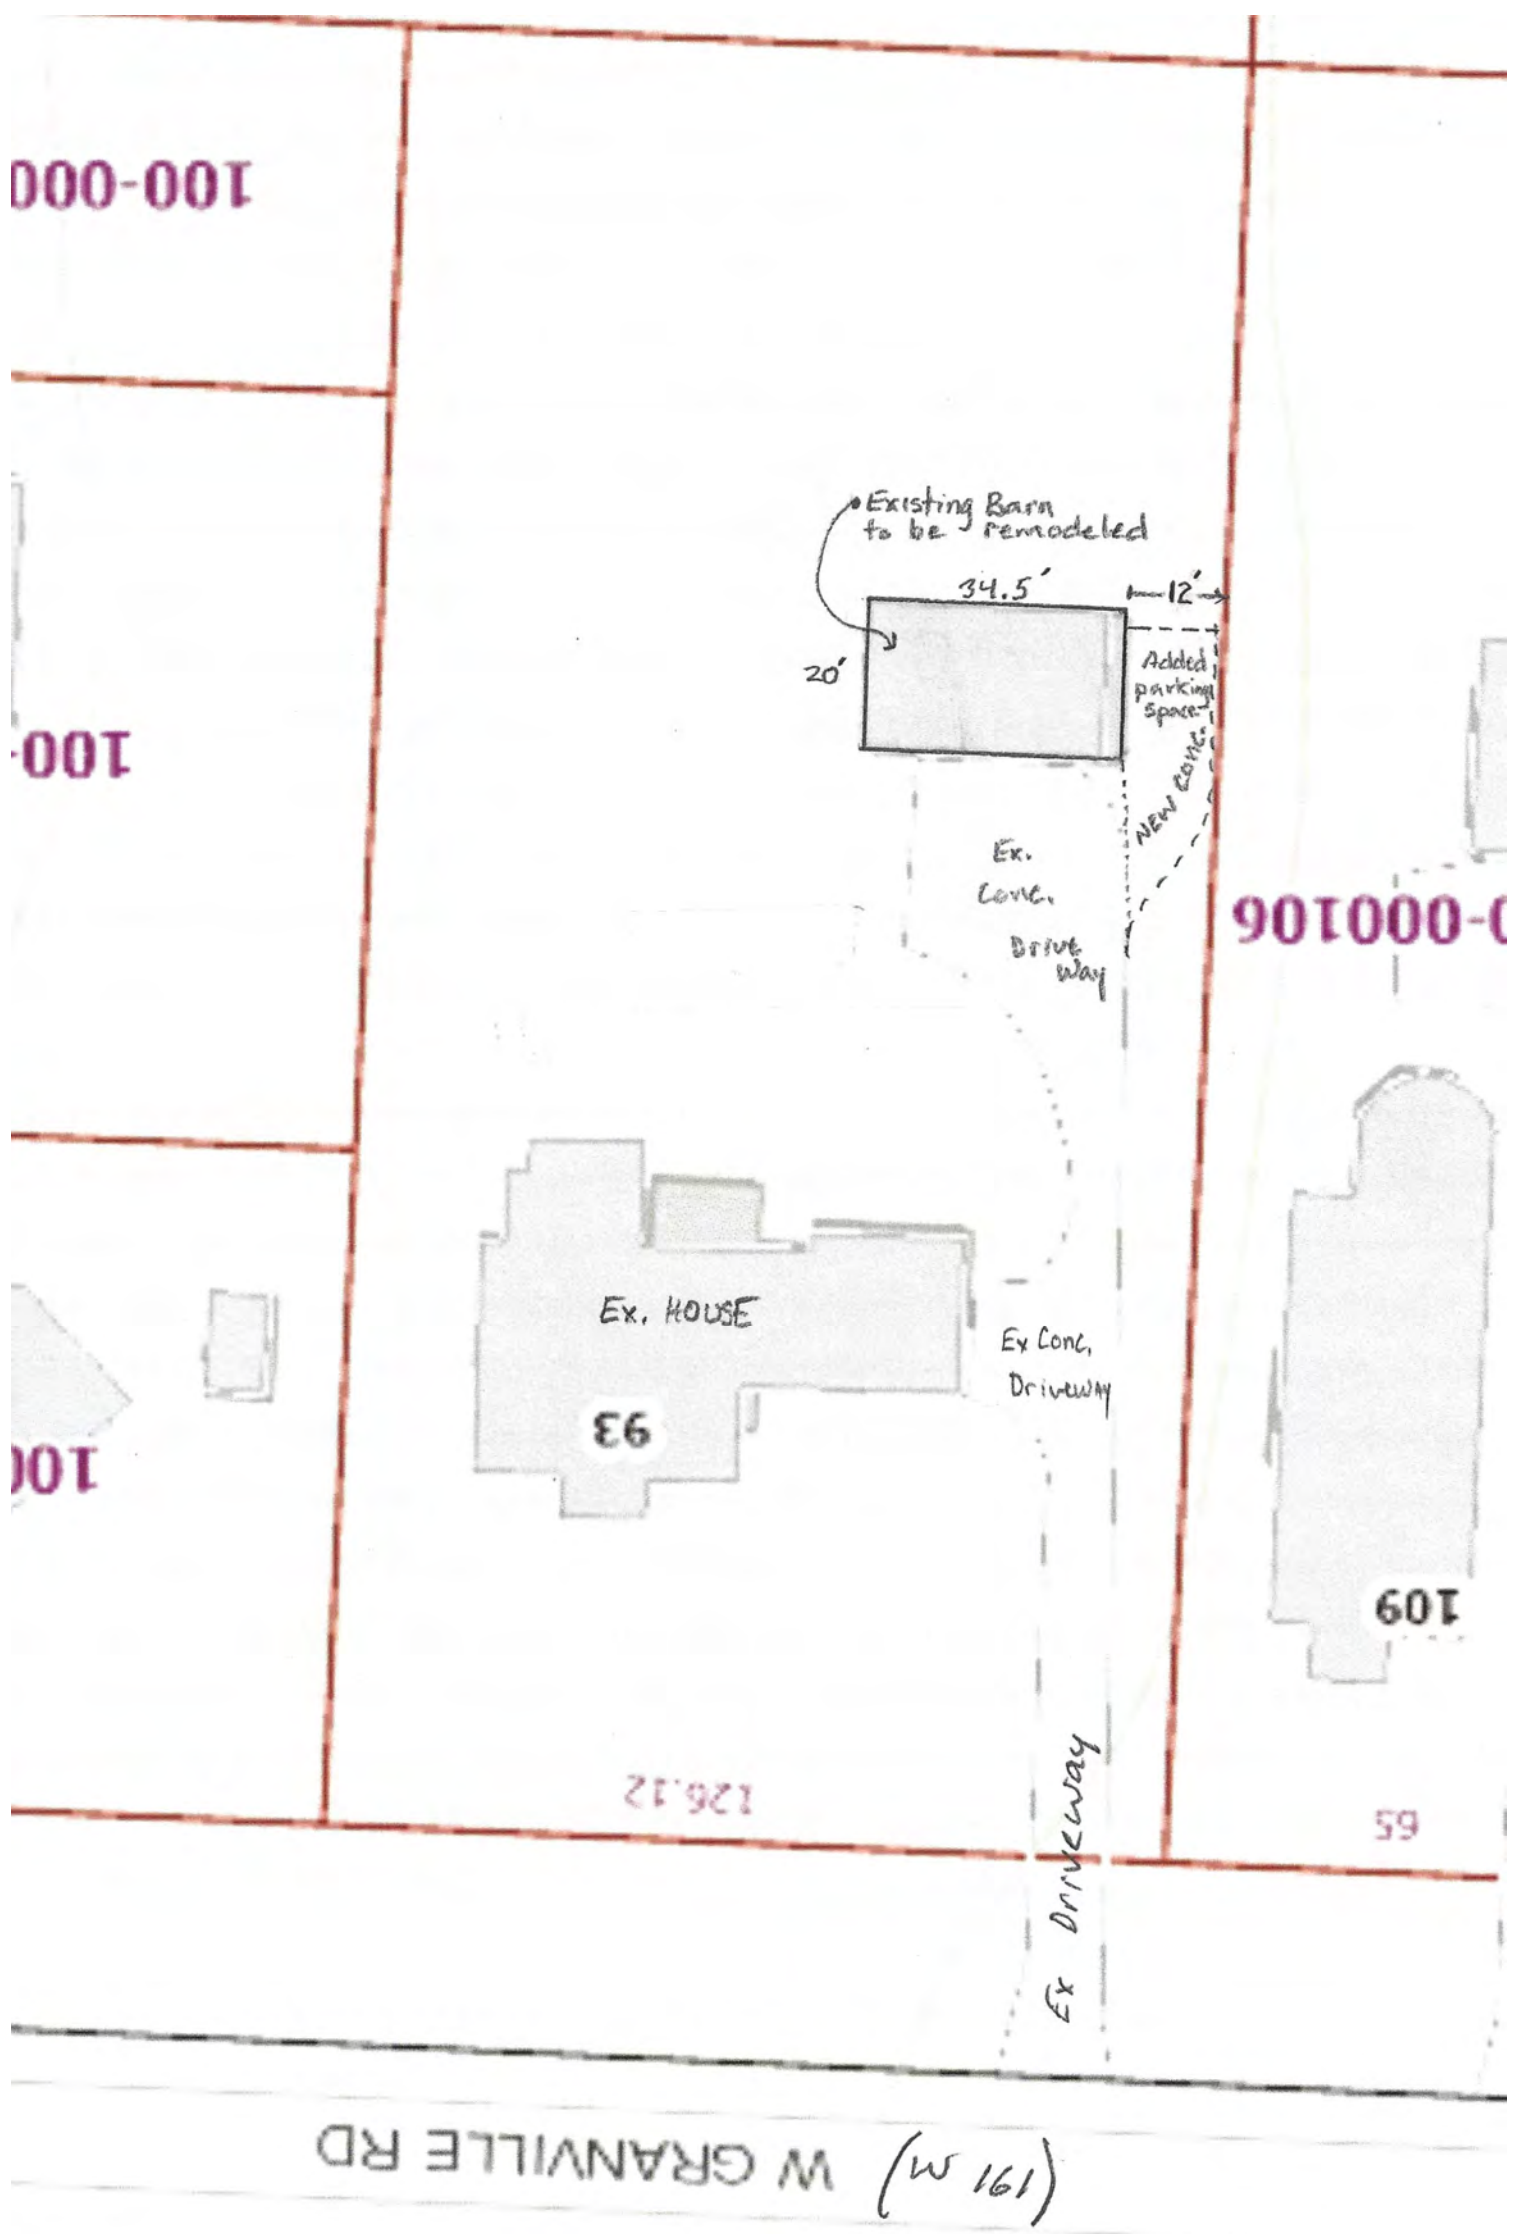 100-000
Existing Barn
to be remodeled
34.5'
12'
20'
Added
parking
space
100-
NEW CONC.
Ex.
Conc.
Drive
Way
0-000106
Ex. HOUSE
Ex Conc.
Driveway
93
100
109
126.12
65
Ex Driveway
W GRANVILLE RD (W 161)